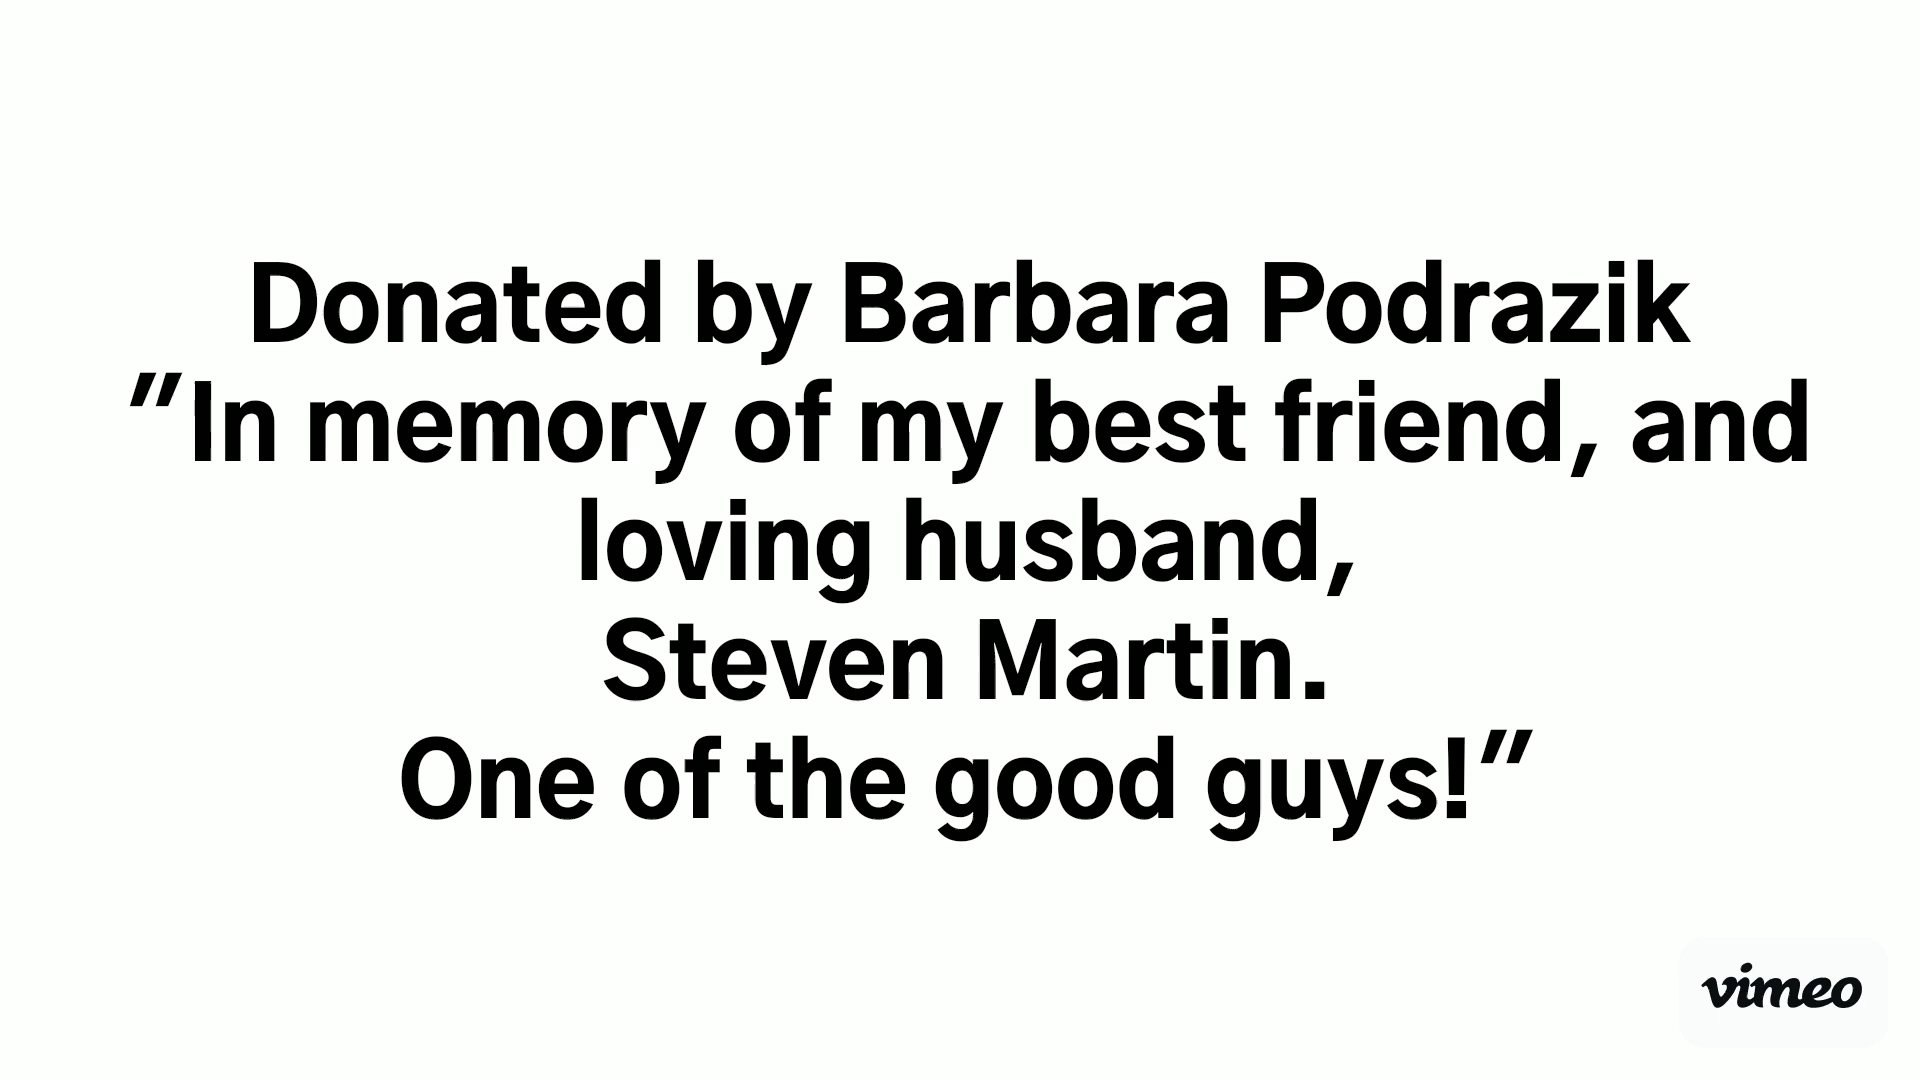 Donated by Barbara Podrazik
"In memory of my best friend, and
loving husband,
Steven Martin.
One of the good guys!"
vimeo